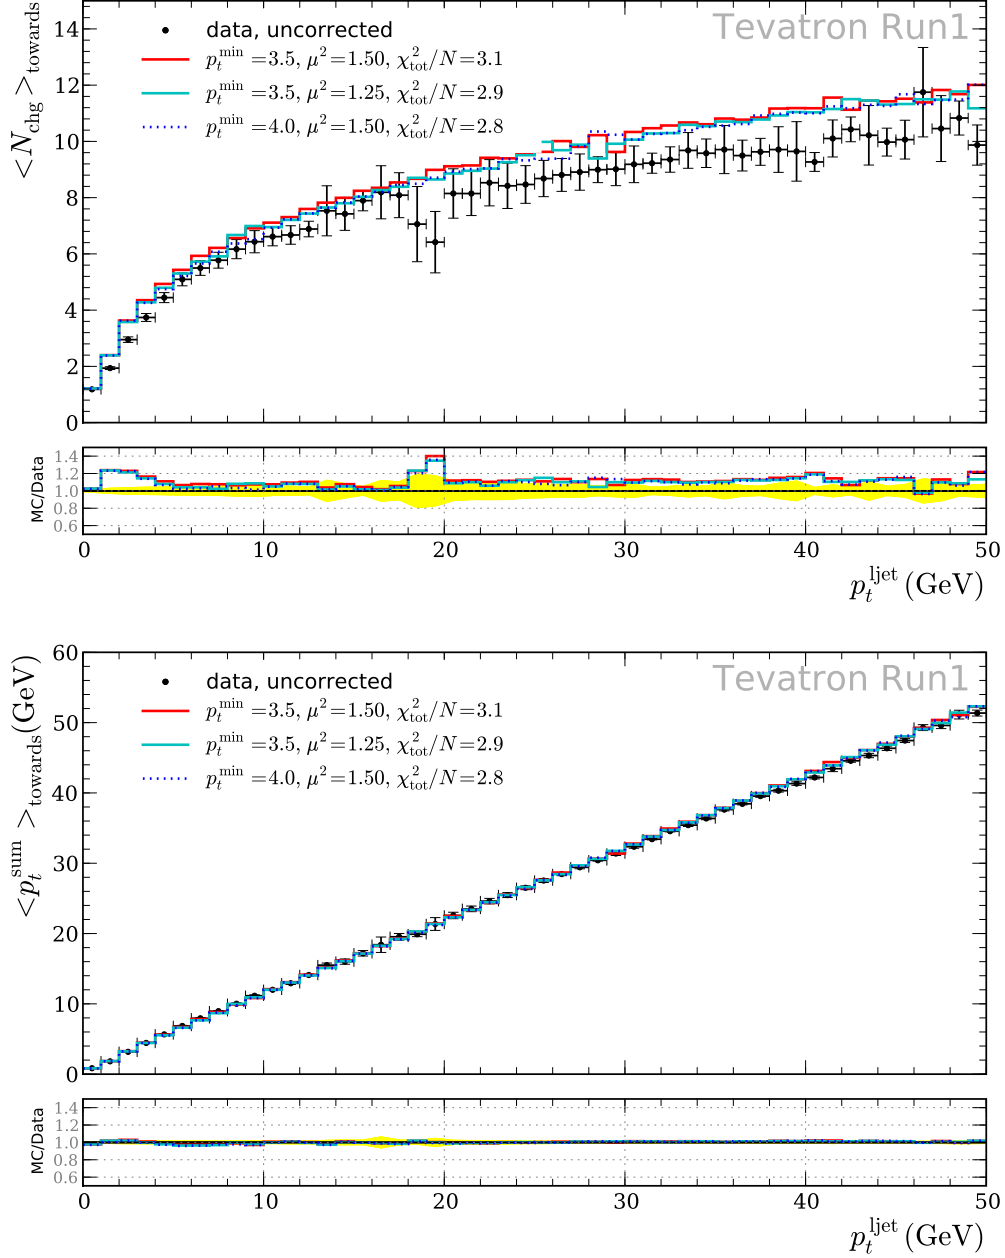 <N_chg>_towards
14
12
10
8
6
4
2
0
Tevatron Run1
data, uncorrected
p_t^min =3.5, μ²=1.50, χ²_tot/N=3.1
p_t^min =3.5, μ²=1.25, χ²_tot/N=2.9
p_t^min =4.0, μ²=1.50, χ²_tot/N=2.8
MC/Data
1.4
1.2
1.0
0.8
0.6
0 10 20 30 40 50
p_t^ljet (GeV)
<p_t^sum>_towards(GeV)
60
50
40
30
20
10
0
Tevatron Run1
data, uncorrected
p_t^min =3.5, μ²=1.50, χ²_tot/N=3.1
p_t^min =3.5, μ²=1.25, χ²_tot/N=2.9
p_t^min =4.0, μ²=1.50, χ²_tot/N=2.8
MC/Data
1.4
1.2
1.0
0.8
0.6
0 10 20 30 40 50
p_t^ljet (GeV)